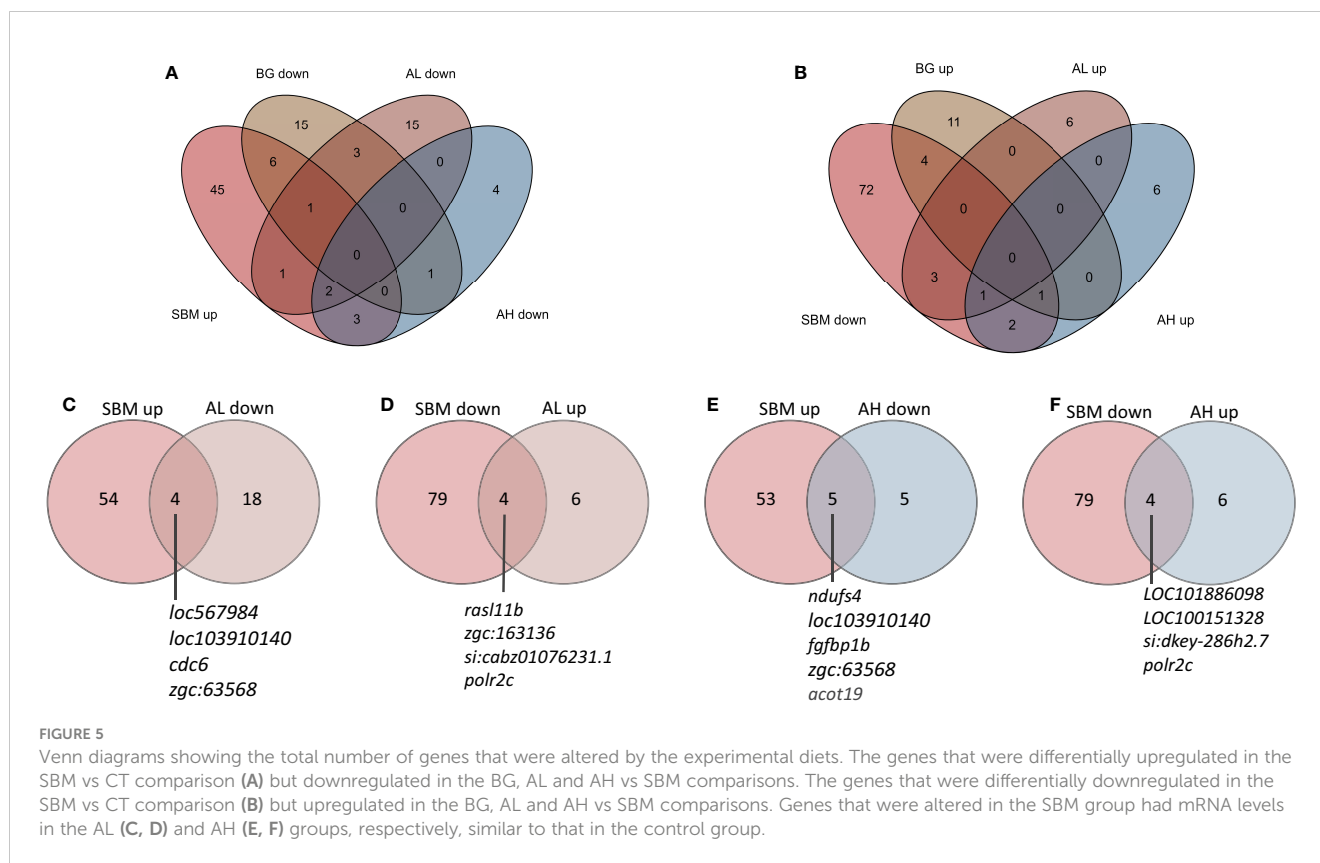 A
BG down
AL down
15
15
6
3
0
45
4
1
0
0
1
2
0
1
3
SBM up
AH down
B
BG up
AL up
11
6
4
0
0
72
6
0
0
0
3
1
1
0
2
SBM down
AH up
C
SBM up
AL down
54
4
18
loc567984
loc103910140
cdc6
zgc:63568
D
SBM down
AL up
79
4
6
rasl11b
zgc:163136
si:cabz01076231.1
polr2c
E
SBM up
AH down
53
5
5
ndufs4
loc103910140
fgfbp1b
zgc:63568
acot19
F
SBM down
AH up
79
4
6
LOC101886098
LOC100151328
si:dkey-286h2.7
polr2c
FIGURE 5
Venn diagrams showing the total number of genes that were altered by the experimental diets. The genes that were differentially upregulated in the
SBM vs CT comparison (A) but downregulated in the BG, AL and AH vs SBM comparisons. The genes that were differentially downregulated in the
SBM vs CT comparison (B) but upregulated in the BG, AL and AH vs SBM comparisons. Genes that were altered in the SBM group had mRNA levels
in the AL (C, D) and AH (E, F) groups, respectively, similar to that in the control group.